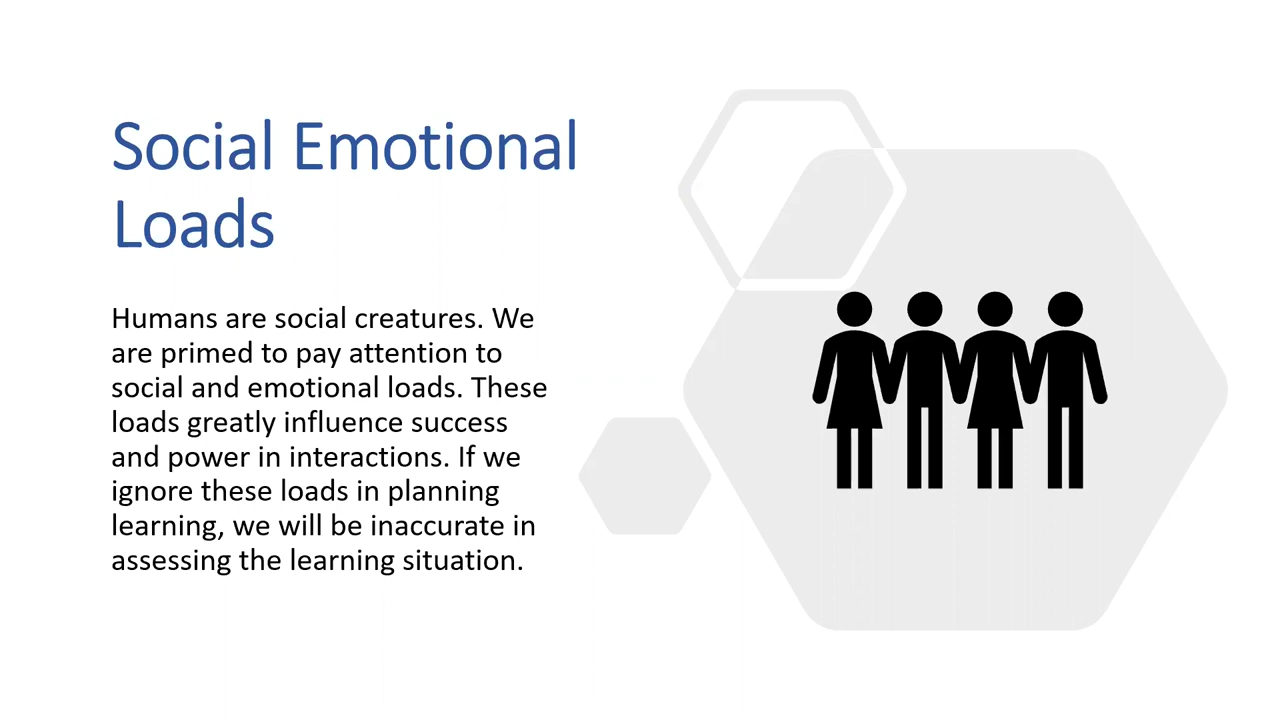 Social Emotional
Loads
Humans are social creatures. We
are primed to pay attention to
social and emotional loads. These
loads greatly influence success
and power in interactions. If we
ignore these loads in planning
learning, we will be inaccurate in
assessing the learning situation.